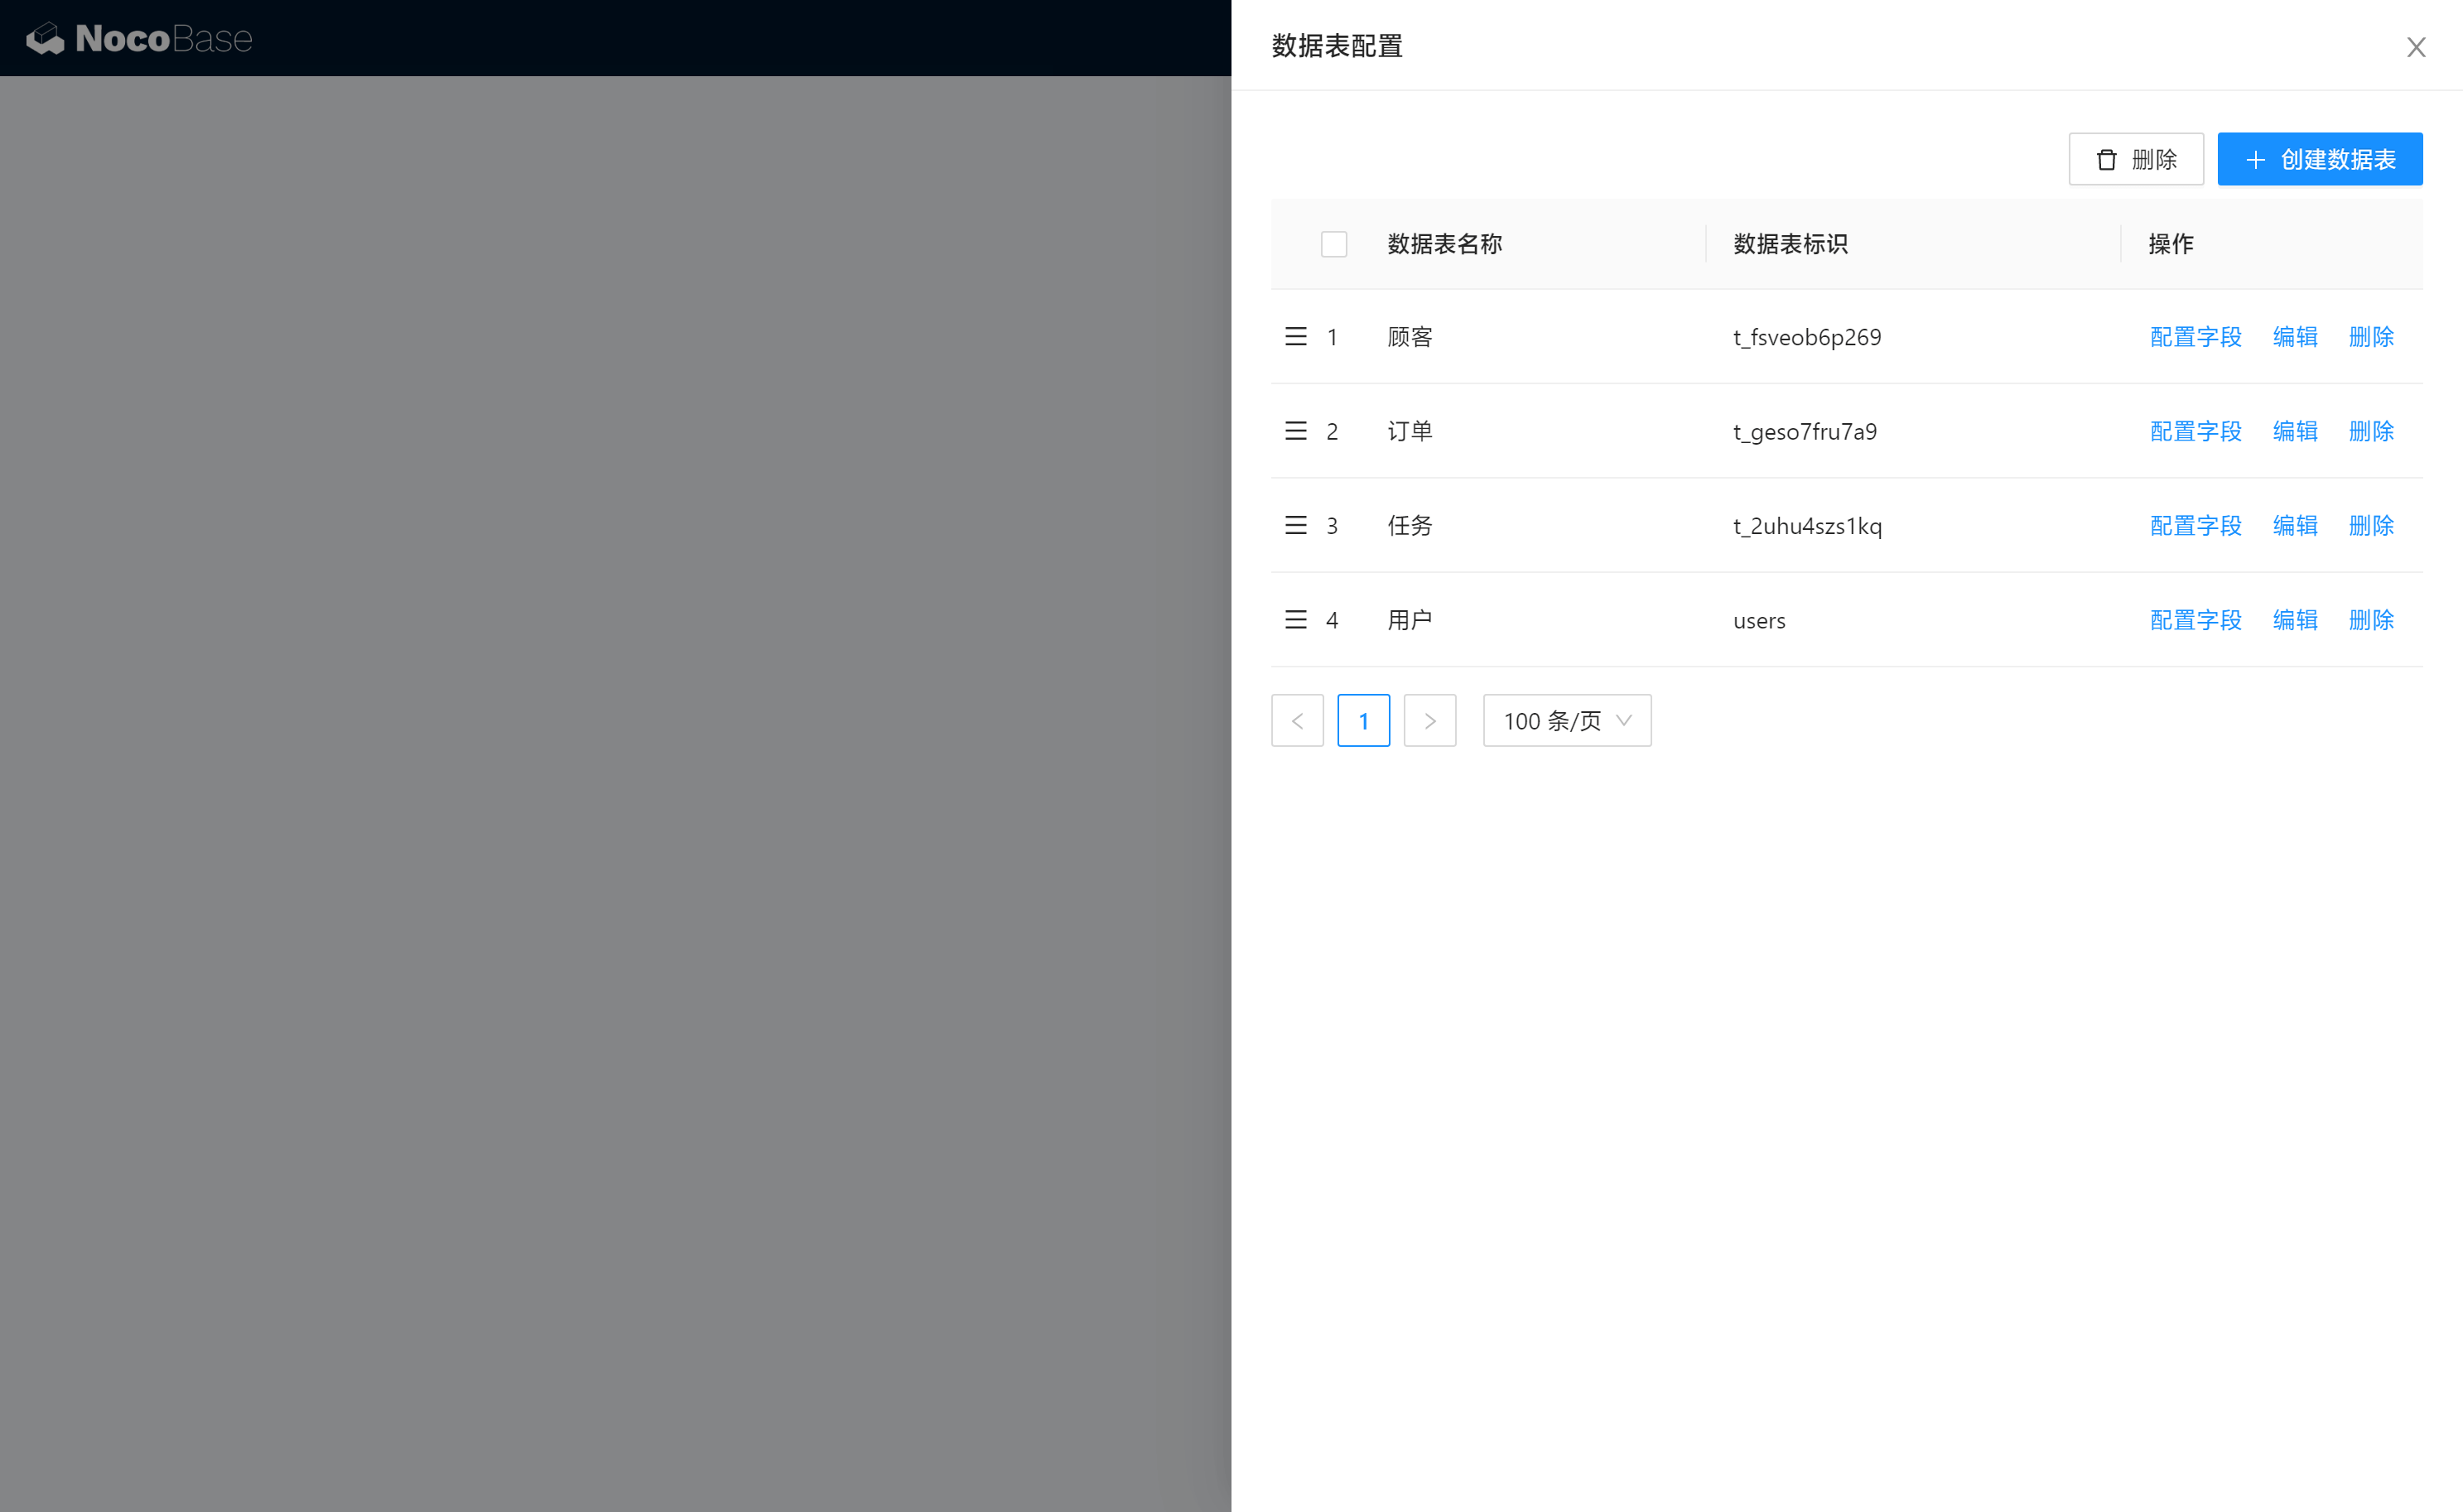 NocoBase
数据表配置
删除 创建数据表
数据表名称 数据表标识 操作
1 顾客 t_fsveob6p269 配置字段 编辑 删除
2 订单 t_geso7fru7a9 配置字段 编辑 删除
3 任务 t_2uhu4szs1kq 配置字段 编辑 删除
4 用户 users 配置字段 编辑 删除
1 100 条/页